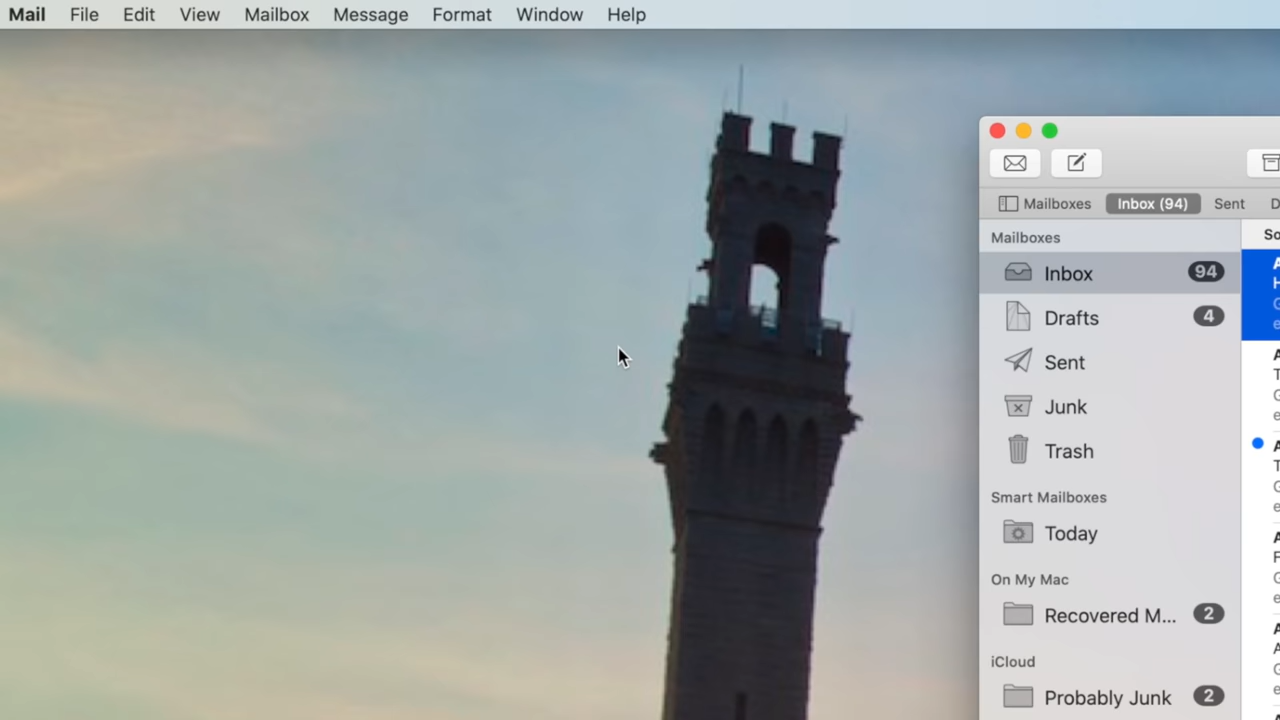 Mail File Edit View Mailbox Message Format Window Help
Mailboxes Inbox (94) Sent
Mailboxes
Inbox 94
Drafts 4
Sent
Junk
Trash
Smart Mailboxes
Today
On My Mac
Recovered M... 2
iCloud
Probably Junk 2